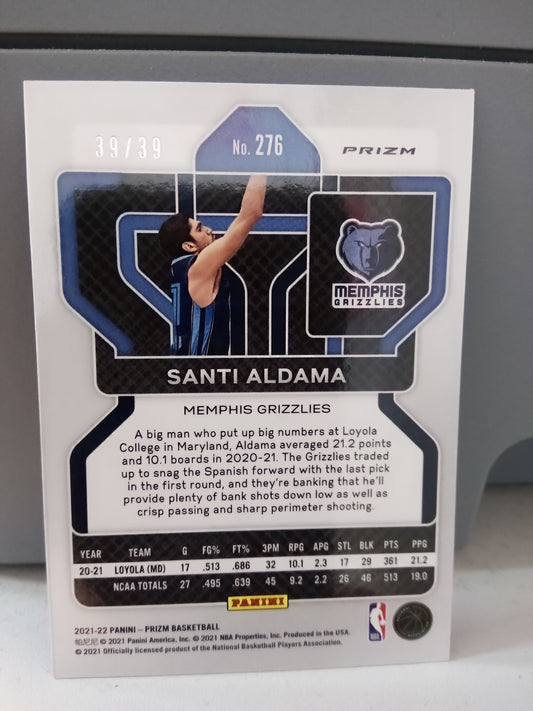 39/39
No. 276
PRIZM
MEMPHIS
GRIZZLIES
SANTI ALDAMA
MEMPHIS GRIZZLIES
A big man who put up big numbers at Loyola
College in Maryland, Aldama averaged 21.2 points
and 10.1 boards in 2020-21. The Grizzlies traded
up to snag the Spanish forward with the last pick
in the first round, and they're banking that he'll
provide plenty of bank shots down low as well as
crisp passing and sharp perimeter shooting.
YEAR TEAM G FG% FT% 3PM RPG APG STL BLK PTS PPG
20-21 LOYOLA (MD) 17 .513 .686 32 10.1 2.3 17 29 361 21.2
NCAA TOTALS 27 .495 .639 45 9.2 2.2 26 46 513 19.0
PANINI
2021-22 PANINI – PRIZM BASKETBALL
帕尼尼 © 2021 Panini America, Inc. © 2021 NBA Properties, Inc. Produced in the USA.
© 2021 Officially licensed product of the National Basketball Players Association.
NBA